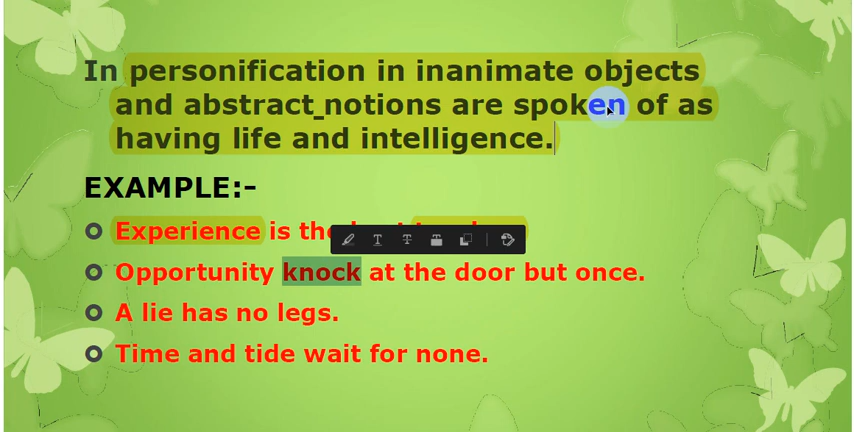 In personification in inanimate objects
and abstract_notions are spoken of as
having life and intelligence.
EXAMPLE:–
Experience is the
Opportunity knock at the door but once.
A lie has no legs.
Time and tide wait for none.